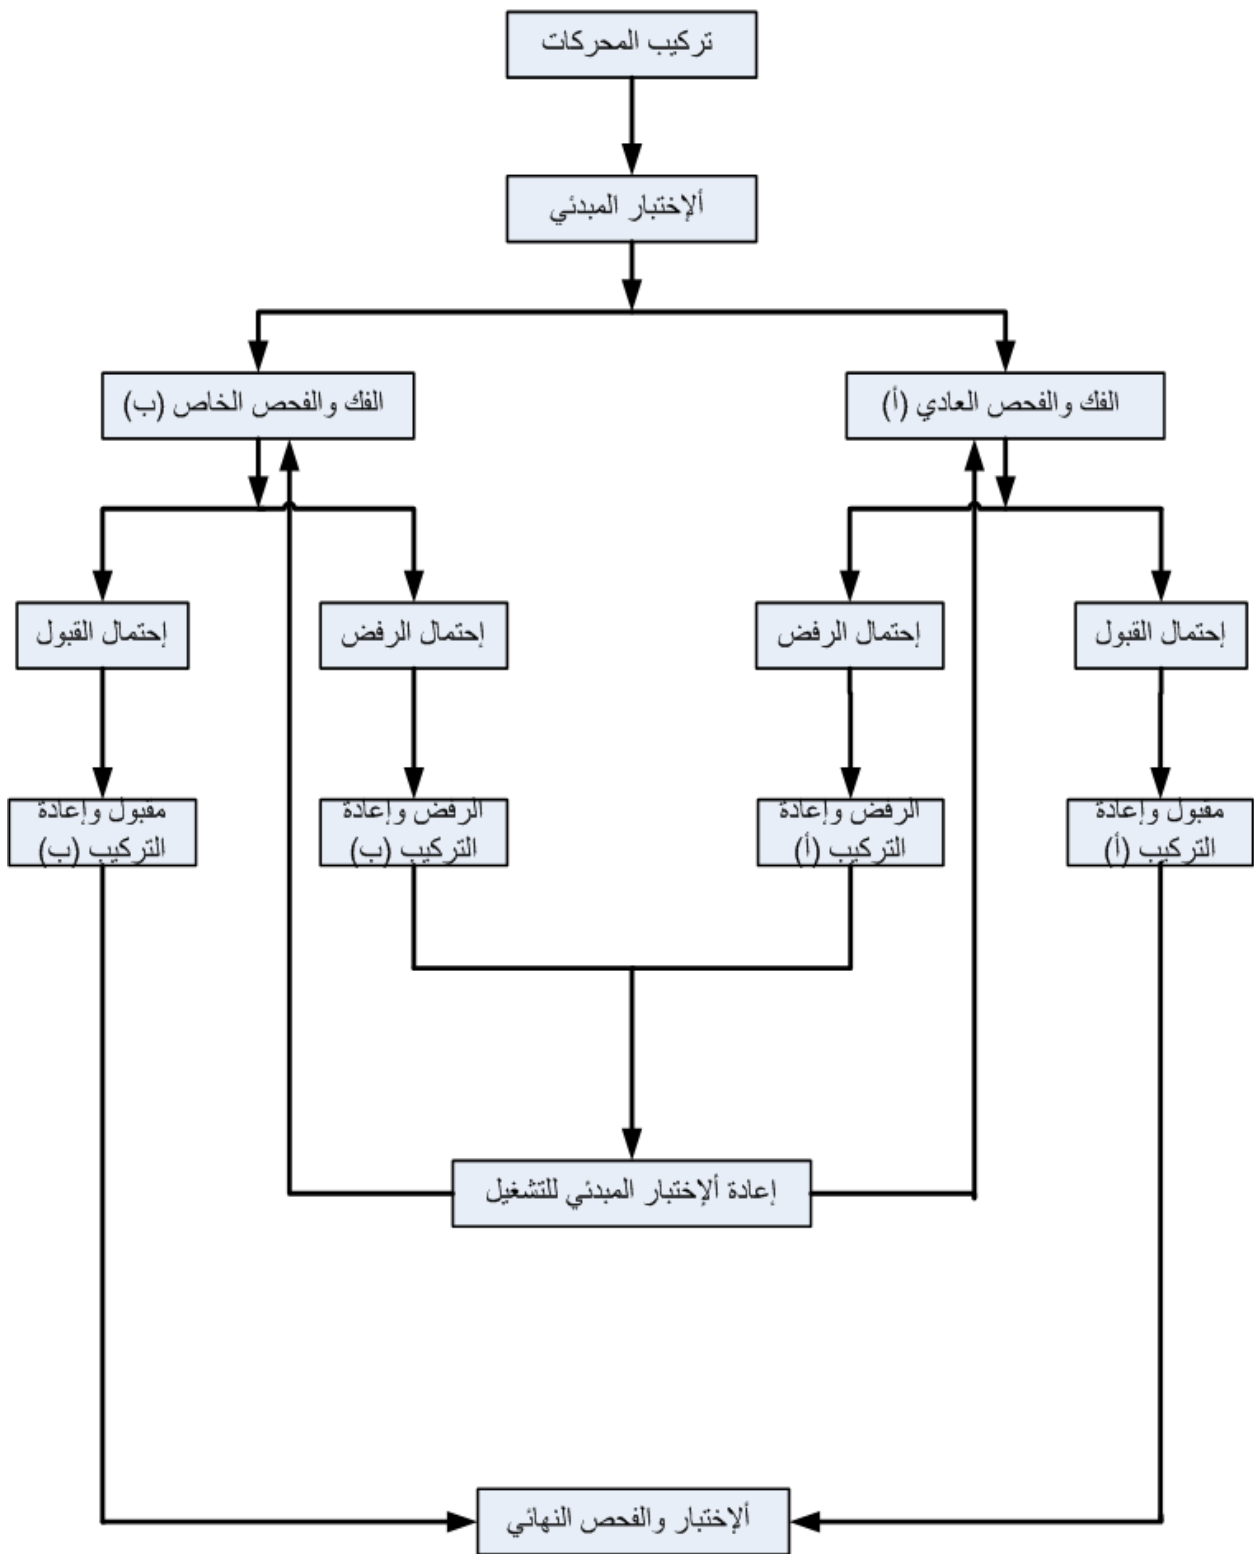 تركيب المحركات
ألإختبار المبدئي
الفك والفحص العادي (أ)
الفك والفحص الخاص (ب)
إحتمال القبول
إحتمال الرفض
إحتمال الرفض
إحتمال القبول
مقبول وإعادة
التركيب (أ)
الرفض وإعادة
التركيب (أ)
الرفض وإعادة
التركيب (ب)
مقبول وإعادة
التركيب (ب)
إعادة ألإختبار المبدئي للتشغيل
ألإختبار والفحص النهائي